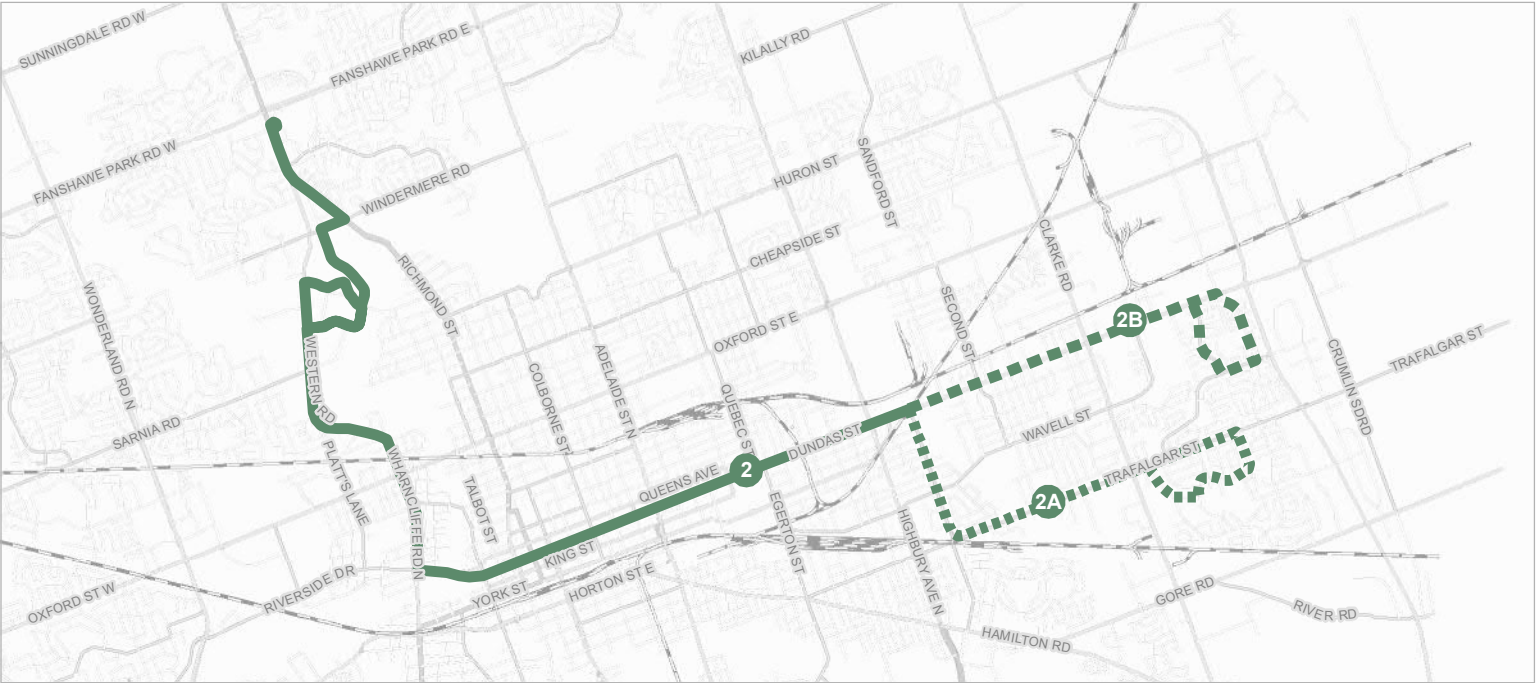 SUNNINGDALE RD W
FANSHAWE PARK RD E
KILALLY RD
FANSHAWE PARK RD W
WINDERMERE RD
HURON ST
SANDFORD ST
CHEAPSIDE ST
CLARKE RD
RICHMOND ST
WONDERLAND RD N
SECOND ST
2B
OXFORD ST E
TRAFALGAR ST
CRUMLIN SDRD
WESTERN RD
COLBORNE ST
ADELAIDE ST N
QUEBEC ST
SARNIA RD
WAVELL ST
DUNDAS ST
PLATT'S LANE
WHARNCLIFFE RD N
TALBOT ST
QUEENS AVE
2
TRAFALGAR ST
2A
EGERTON ST
HIGHBURY AVE N
KING ST
RIVERSIDE DR
YORK ST
HORTON ST E
OXFORD ST W
GORE RD
RIVER RD
HAMILTON RD